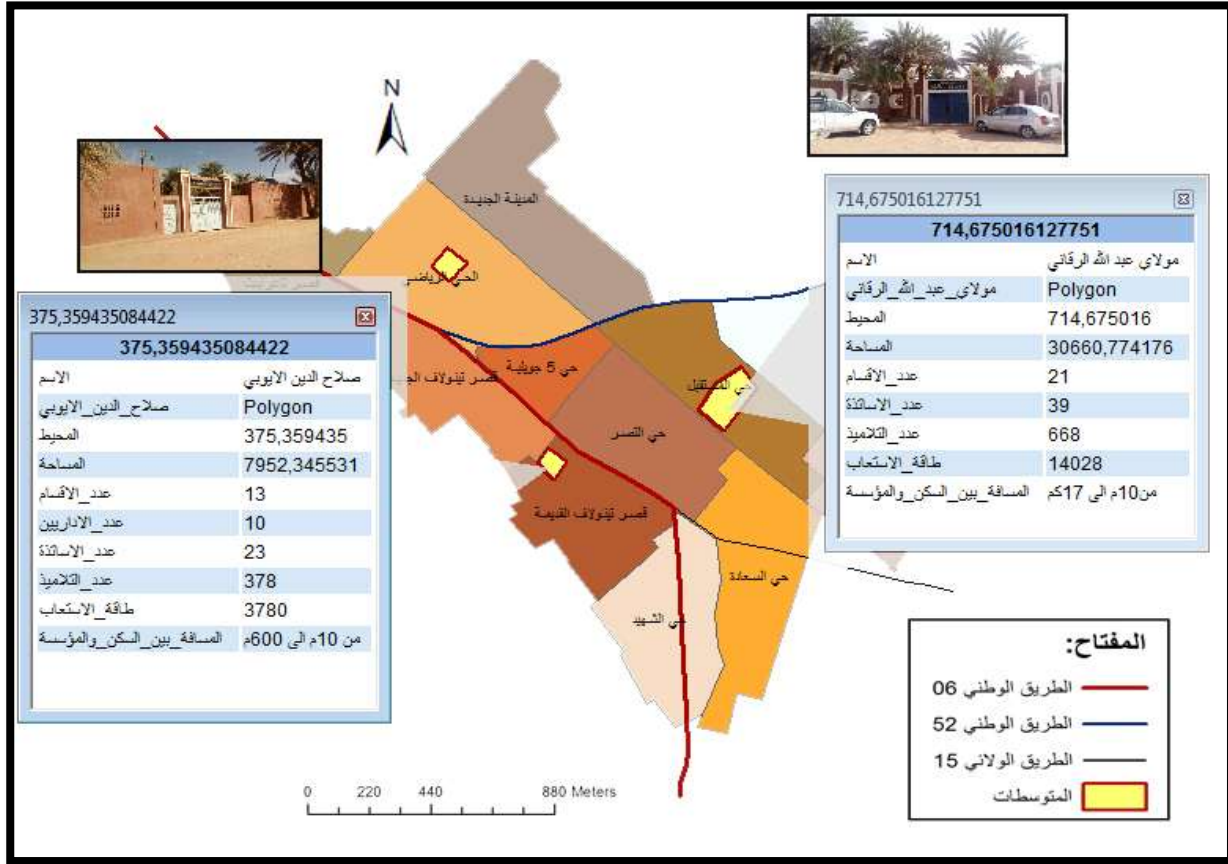 N
المدينة الجديدة
الحي الرياضي
حي 5 جويلية
قصر تينولاف الجديد
حي المستقبل
حي النصر
قصر تينولاف القديمة
حي السعادة
حي الشهيد
375,359435084422
375,359435084422
الاسم صلاح الدين الايوبي
صلاح_الدين_الايوبي Polygon
المحيط 375,359435
المساحة 7952,345531
عدد_الاقسام 13
عدد_الاداريين 10
عدد_الاساتذة 23
عدد_التلاميذ 378
طاقة_الاستعاب 3780
المسافة_بين_السكن_والمؤسسة من 10م الى 600م
714,675016127751
714,675016127751
الاسم مولاي عبد الله الرقاني
مولاي_عبد_الله_الرقاني Polygon
المحيط 714,675016
المساحة 30660,774176
عدد_الاقسام 21
عدد_الاساتذة 39
عدد_التلاميذ 668
طاقة_الاستعاب 14028
المسافة_بين_السكن_والمؤسسة من10م الى 17كم
0 220 440 880 Meters
المفتاح:
الطريق الوطني 06
الطريق الوطني 52
الطريق الولائي 15
المتوسطات